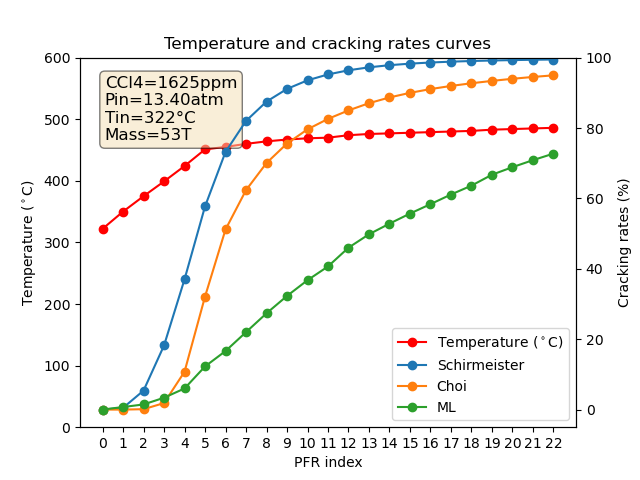 Temperature and cracking rates curves
CCl4=1625ppm
Pin=13.40atm
Tin=322°C
Mass=53T
600
500
400
300
200
100
0
Temperature (°C)
100
80
60
40
20
0
Cracking rates (%)
Temperature (°C)
Schirmeister
Choi
ML
0 1 2 3 4 5 6 7 8 9 10 11 12 13 14 15 16 17 18 19 20 21 22
PFR index